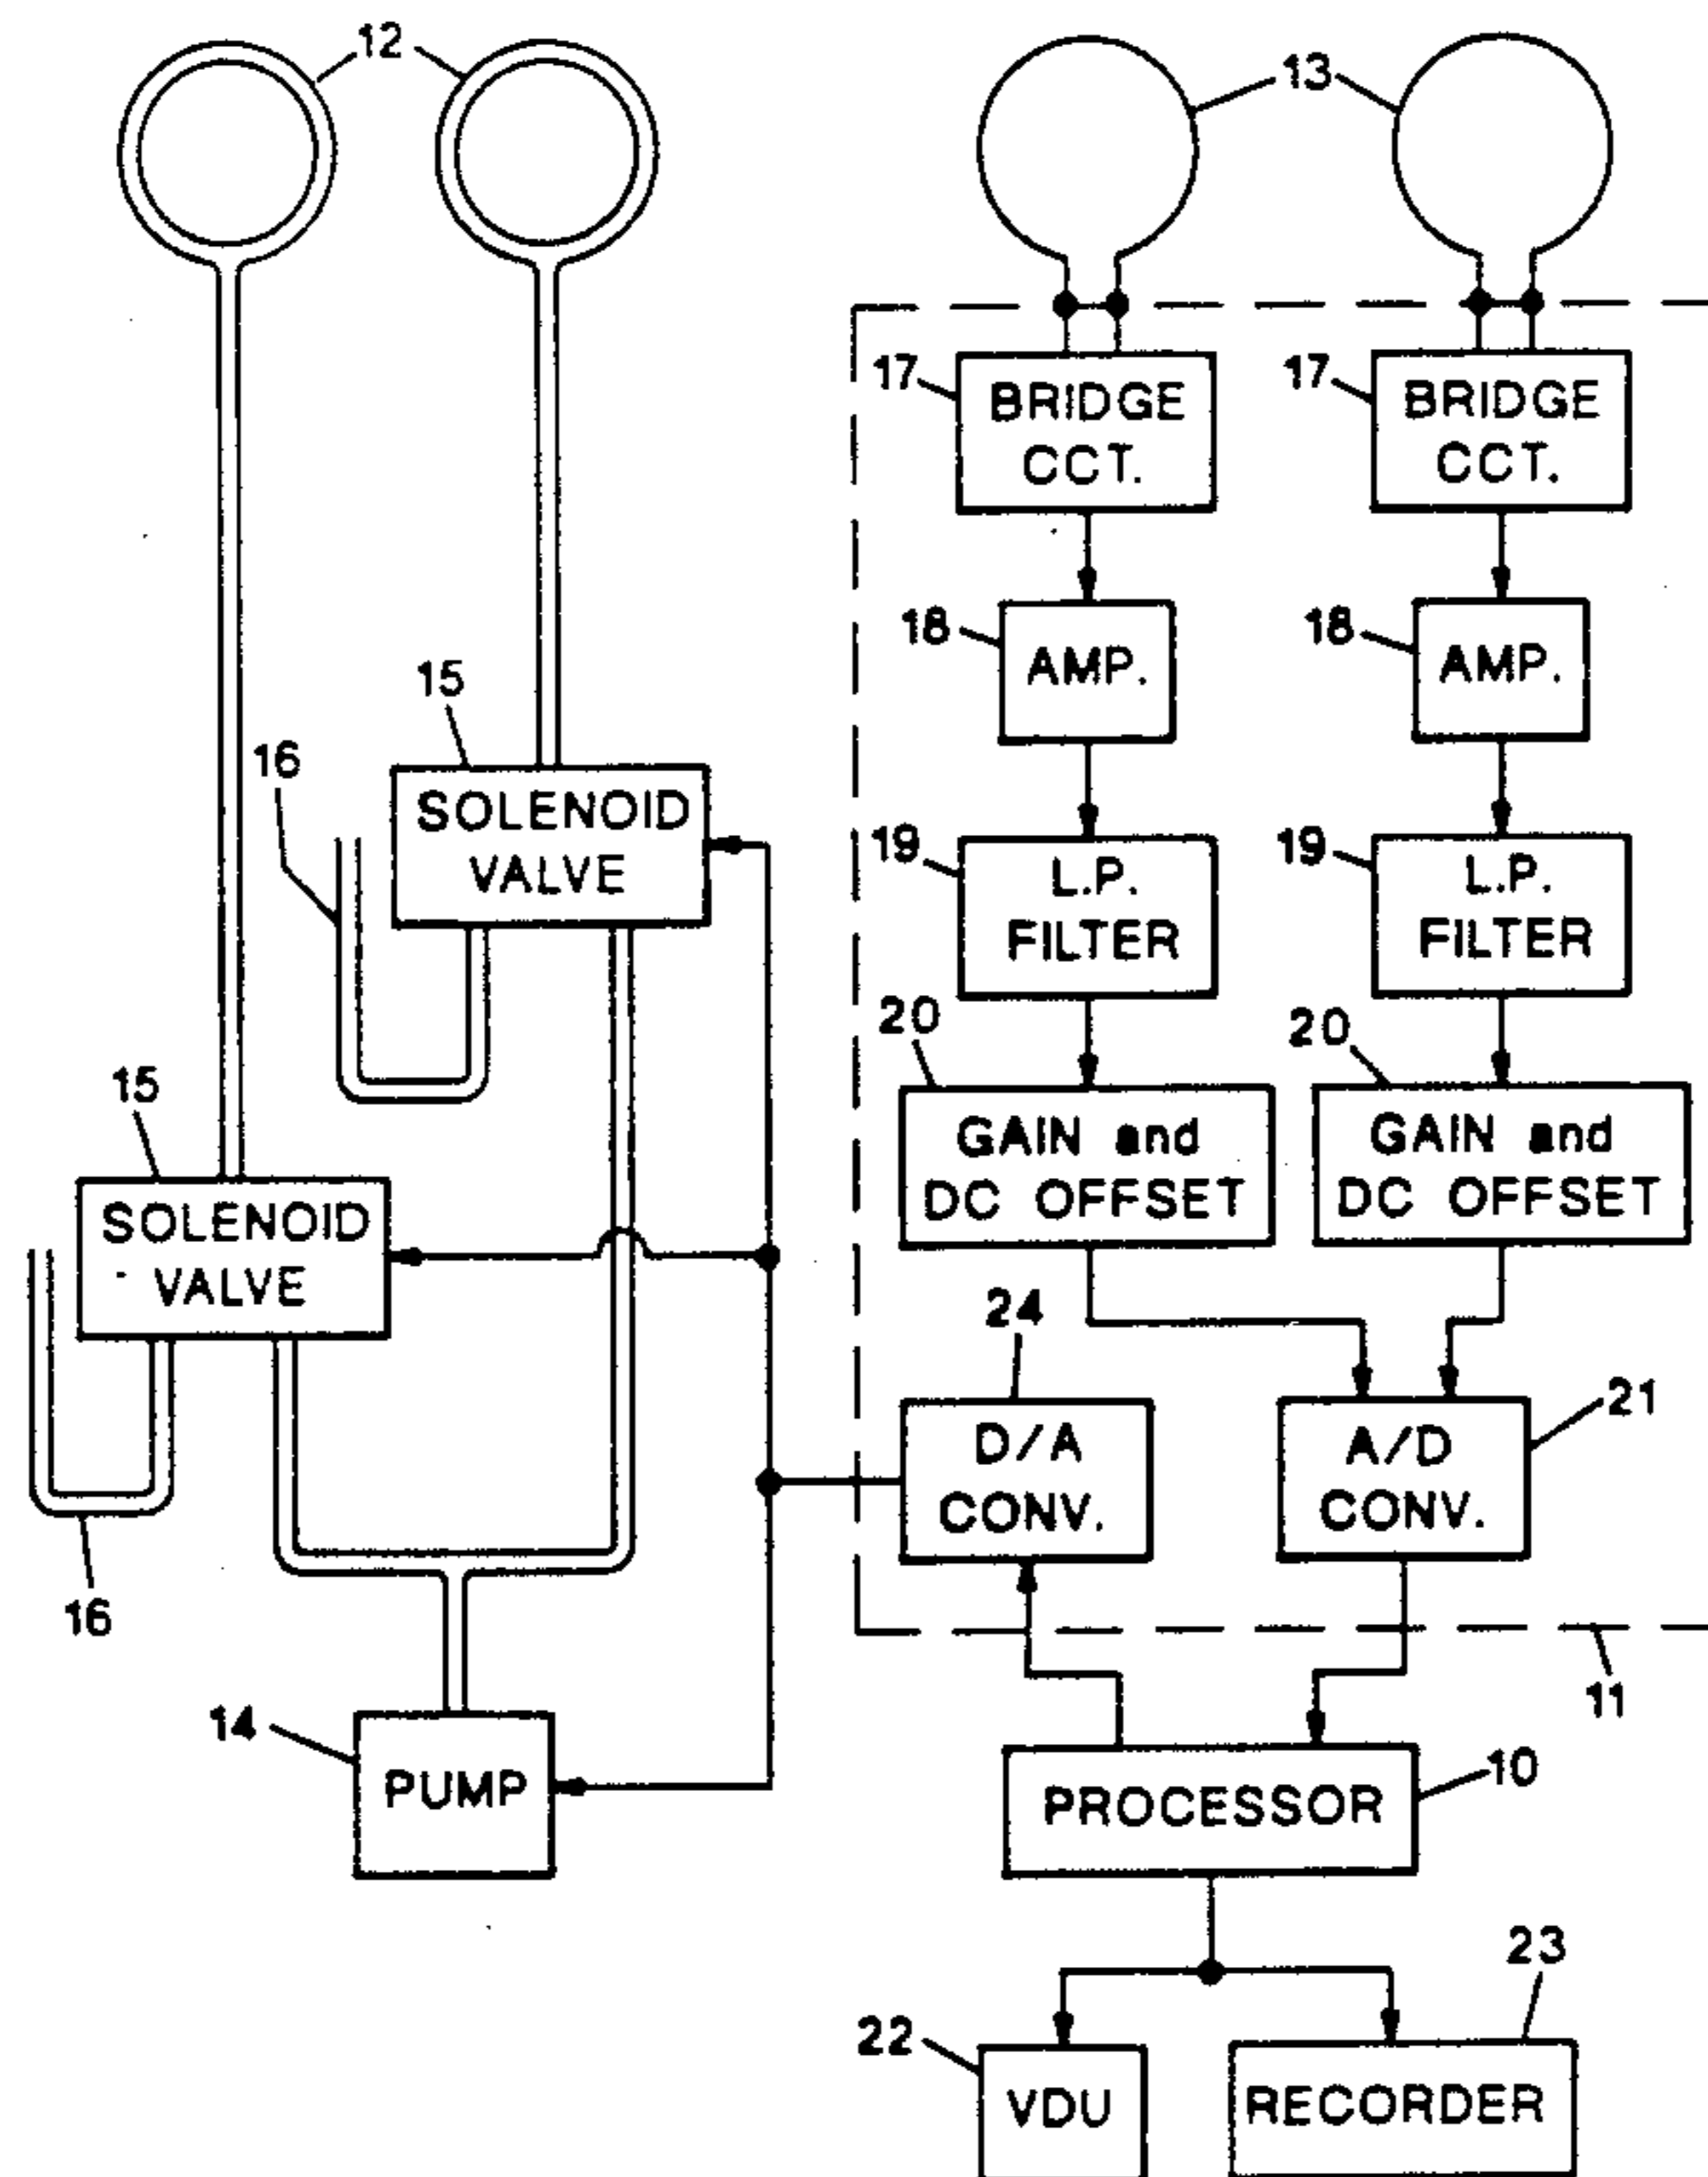 12
13
17
BRIDGE
CCT.
17
BRIDGE
CCT.
18
AMP.
18
AMP.
15
16
SOLENOID
VALVE
19
L.P.
FILTER
19
L.P.
FILTER
20
GAIN and
DC OFFSET
20
GAIN and
DC OFFSET
15
SOLENOID
VALVE
16
24
D/A
CONV.
21
A/D
CONV.
11
14
PUMP
10
PROCESSOR
22
VDU
23
RECORDER